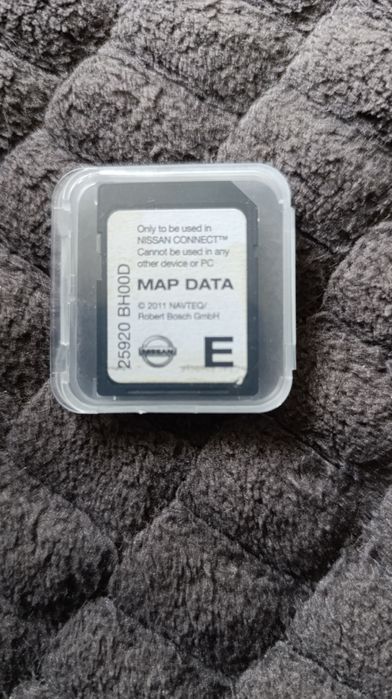 Only to be used in
NISSAN CONNECT™
Cannot be used in any
other device or PC
MAP DATA
© 2011 NAVTEQ/
Robert Bosch GmbH
NISSAN
E
25920 BH00D